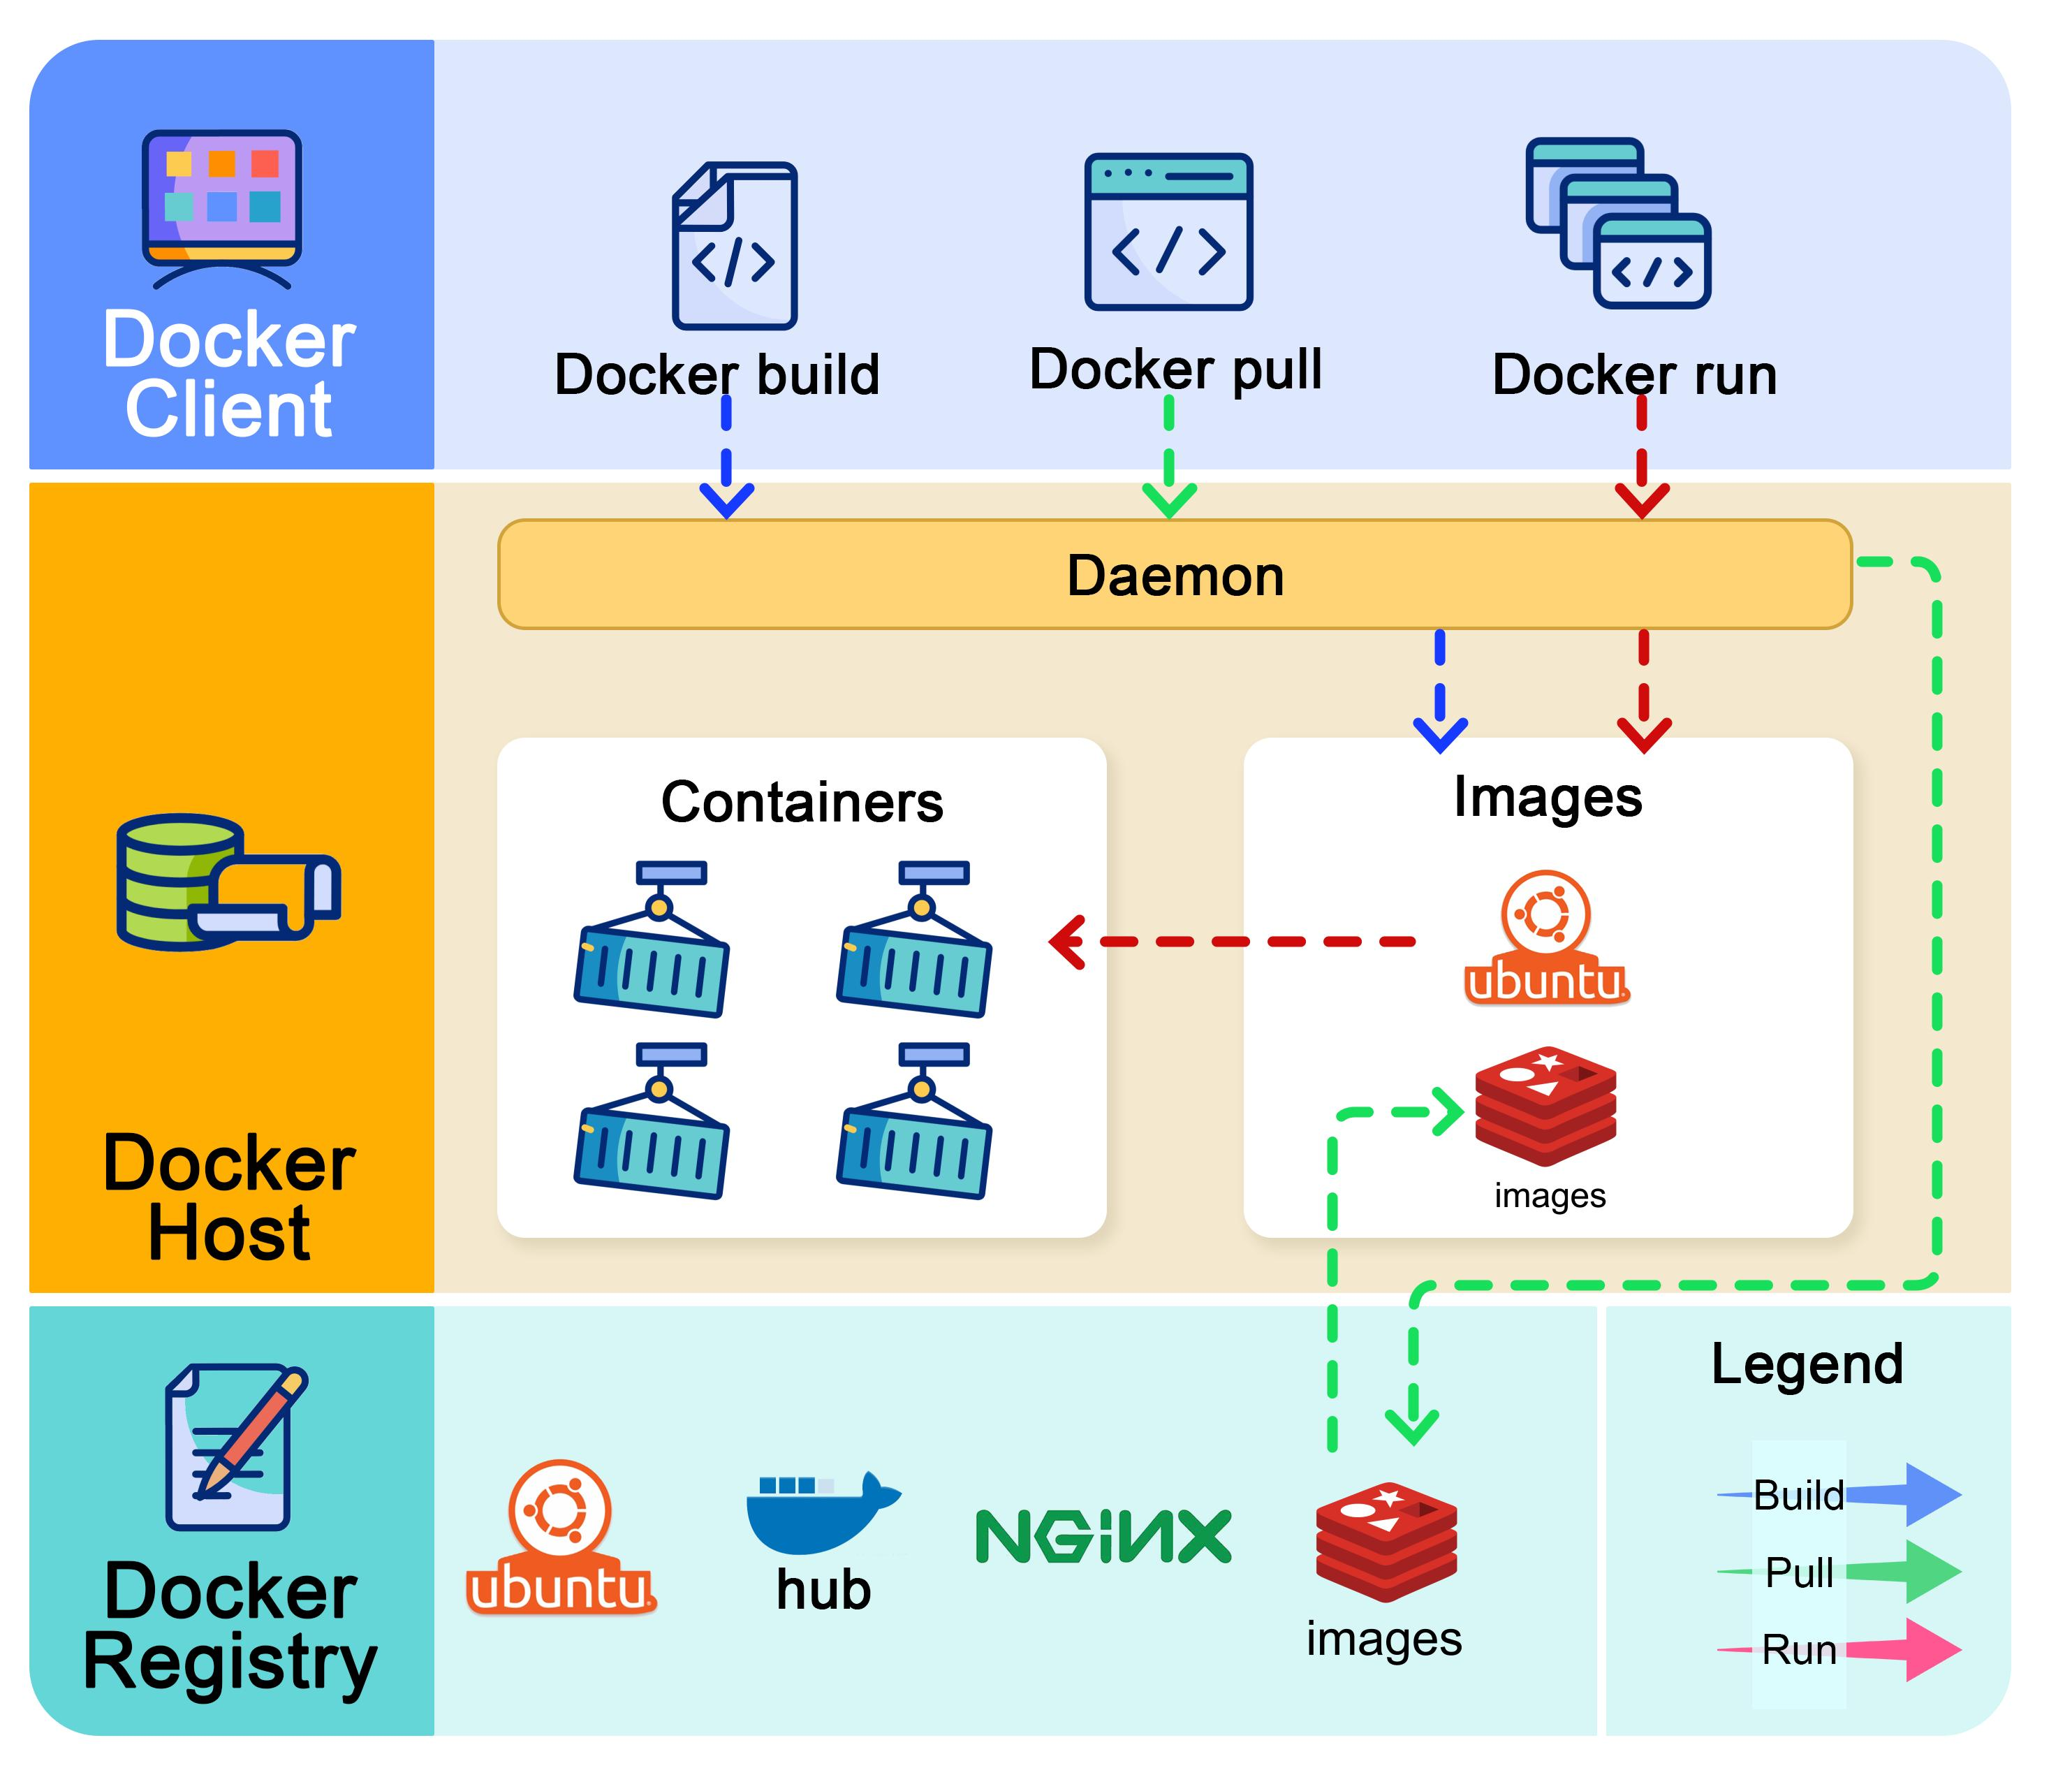 Docker
Client
Docker build
Docker pull
Docker run
Daemon
Containers
Images
ubuntu
images
Docker
Host
Docker
Registry
ubuntu
hub
NGINX
images
Legend
Build
Pull
Run